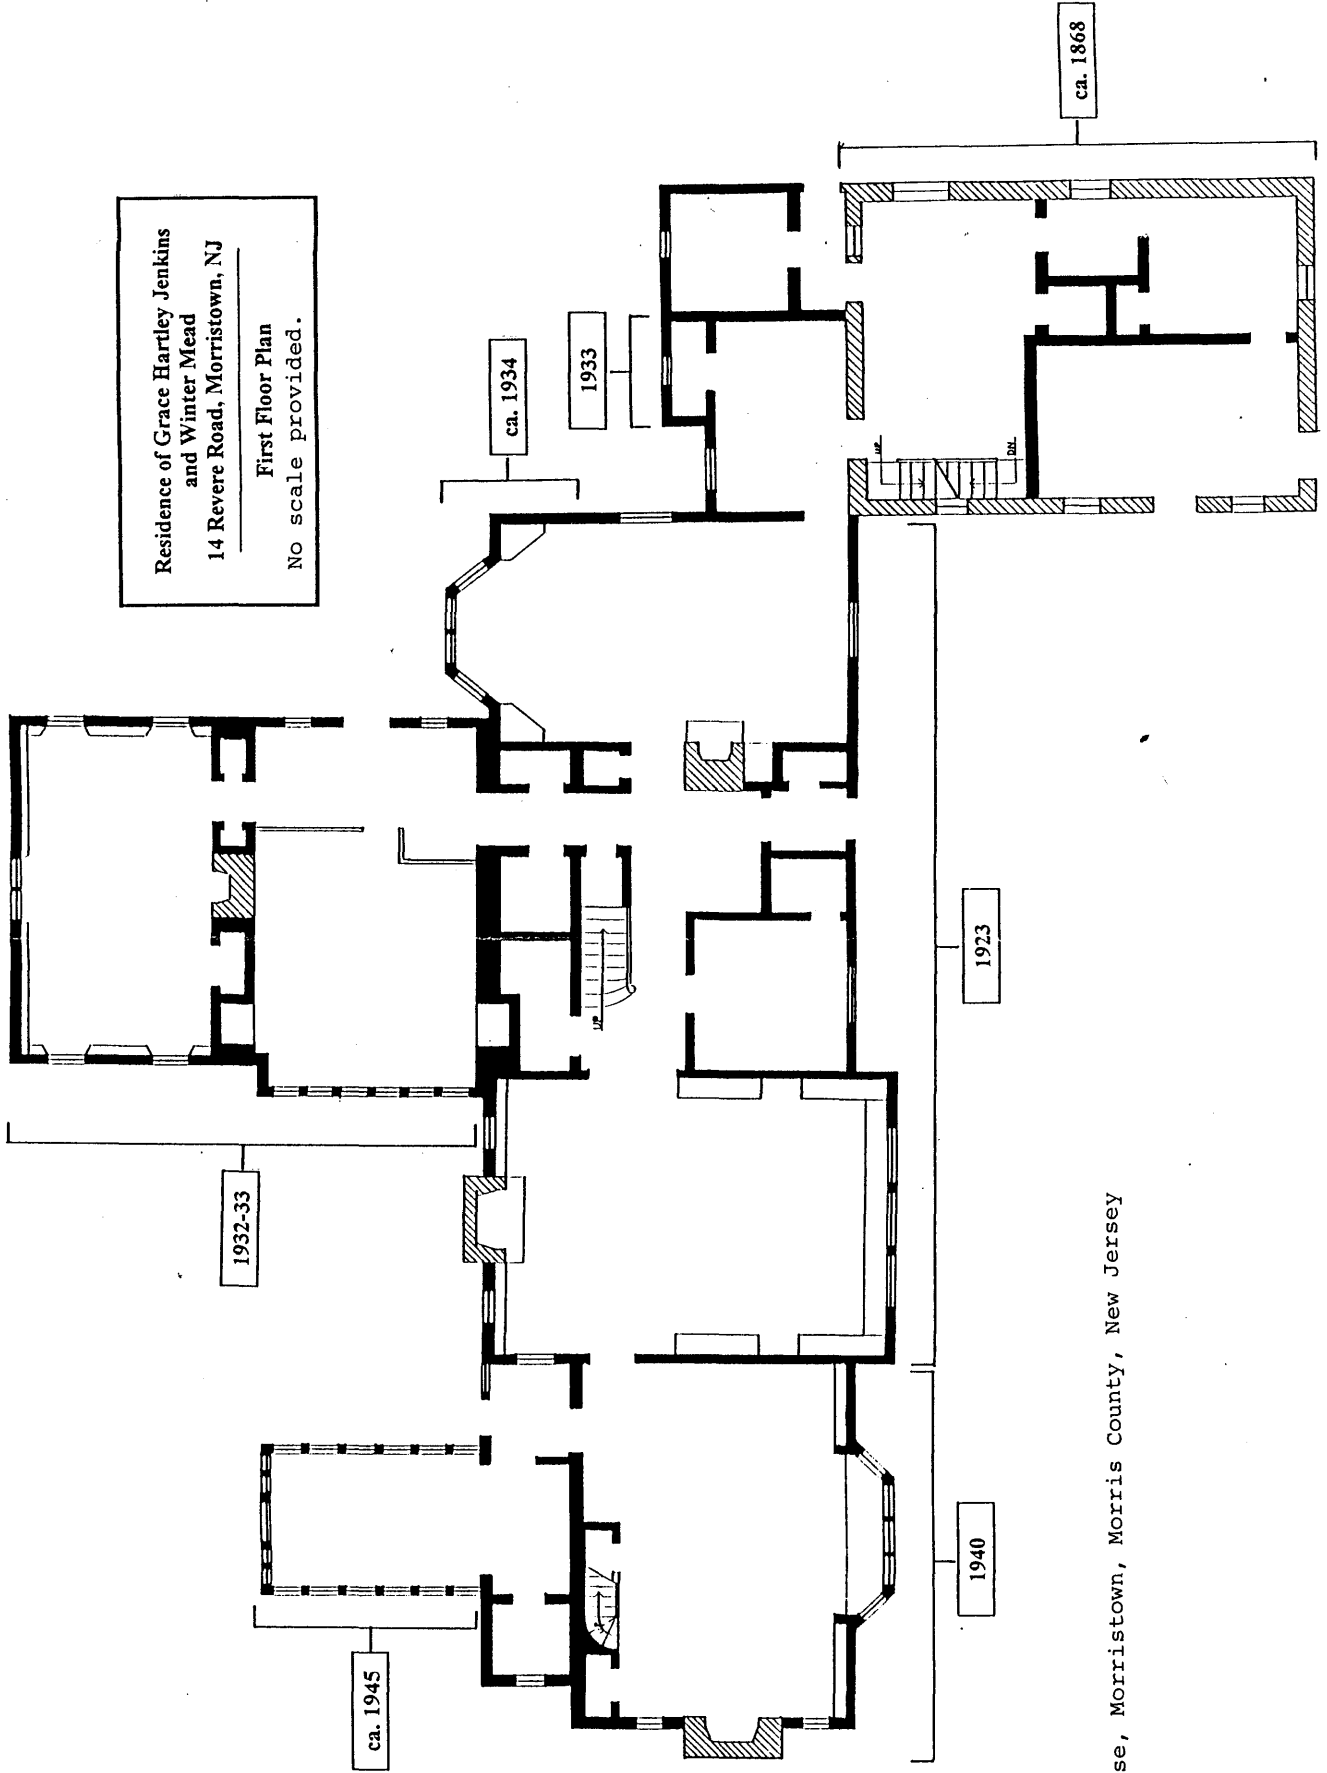 Residence of Grace Hartley Jenkins
and Winter Mead
14 Revere Road, Morristown, NJ
First Floor Plan
No scale provided.
ca. 1868
1933
ca. 1934
UP
DN
1923
UP
1932-33
1940
ca. 1945
se, Morristown, Morris County, New Jersey